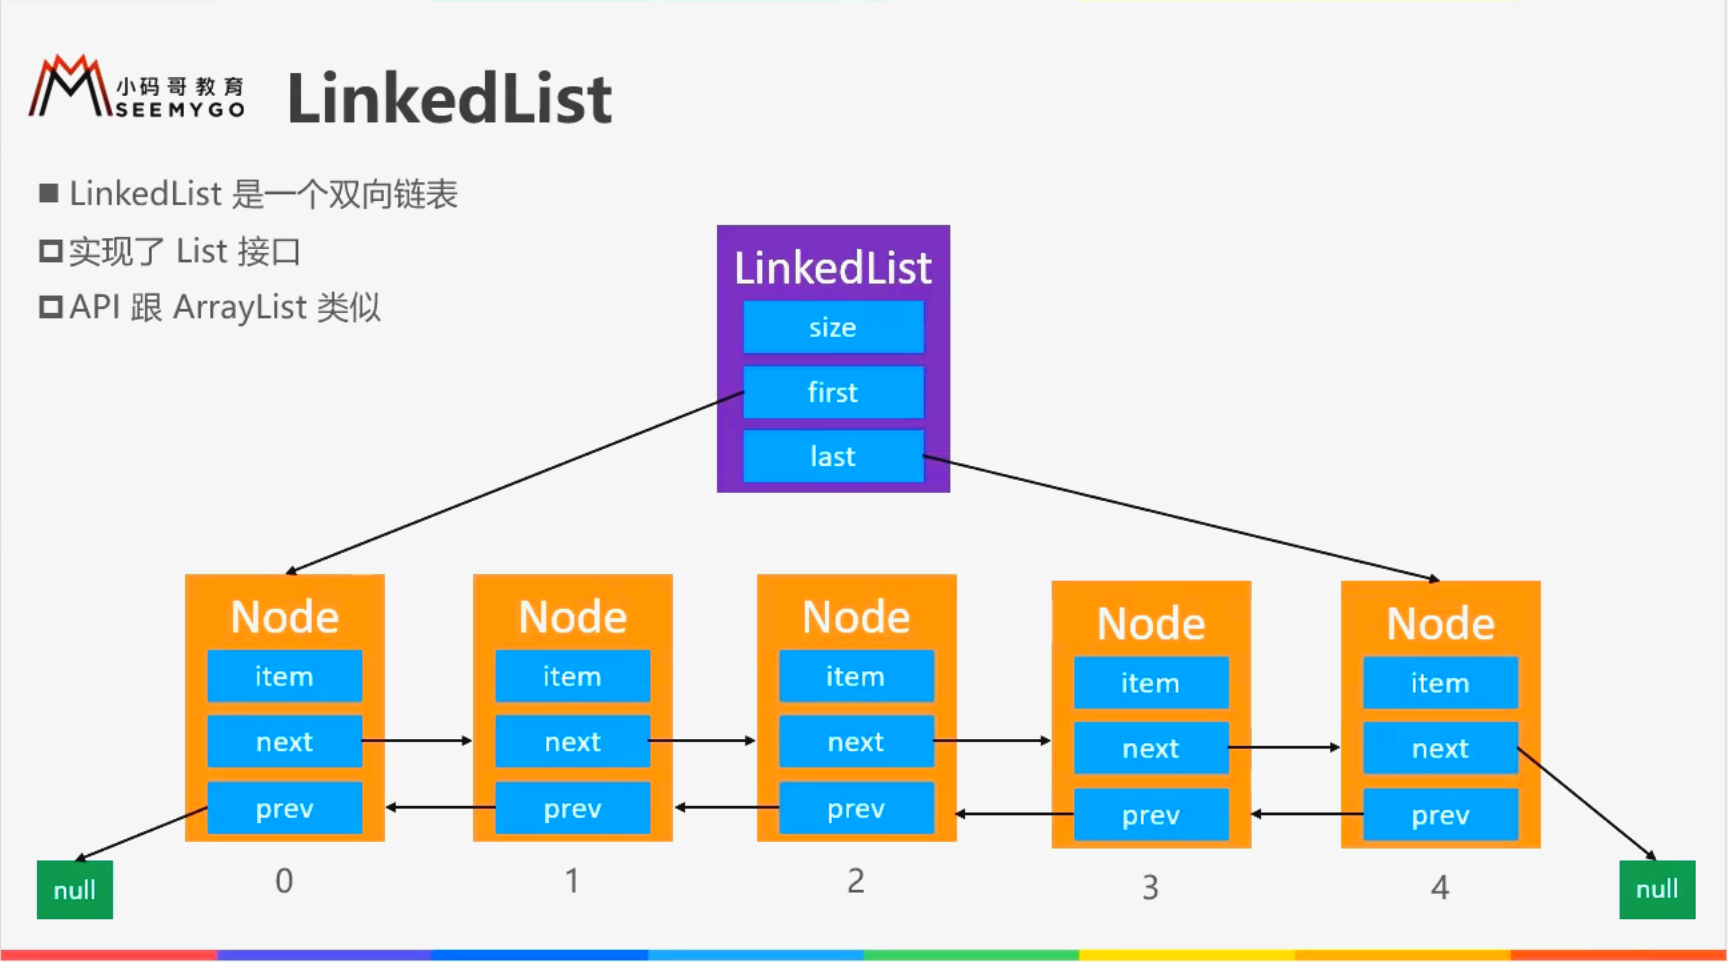 小码哥教育
SEEMYGO
LinkedList
LinkedList 是一个双向链表
实现了 List 接口
API 跟 ArrayList 类似
LinkedList
size
first
last
Node
item
next
prev
0
Node
item
next
prev
1
Node
item
next
prev
2
Node
item
next
prev
3
Node
item
next
prev
4
null
null